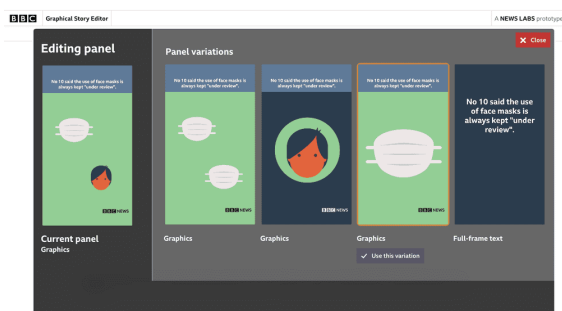 BBC Graphical Story Editor
A NEWS LABS prototype
Close
Editing panel
Panel variations
No 10 said the use of face masks is
always kept "under review".
BBC NEWS
Current panel
Graphics
No 10 said the use of face masks is
always kept "under review".
BBC NEWS
Graphics
No 10 said the use of face masks is
always kept "under review".
BBC NEWS
Graphics
No 10 said the use of face masks is
always kept "under review".
BBC NEWS
Graphics
Use this variation
No 10 said the use
of face masks is
always kept "under
review".
Full-frame text